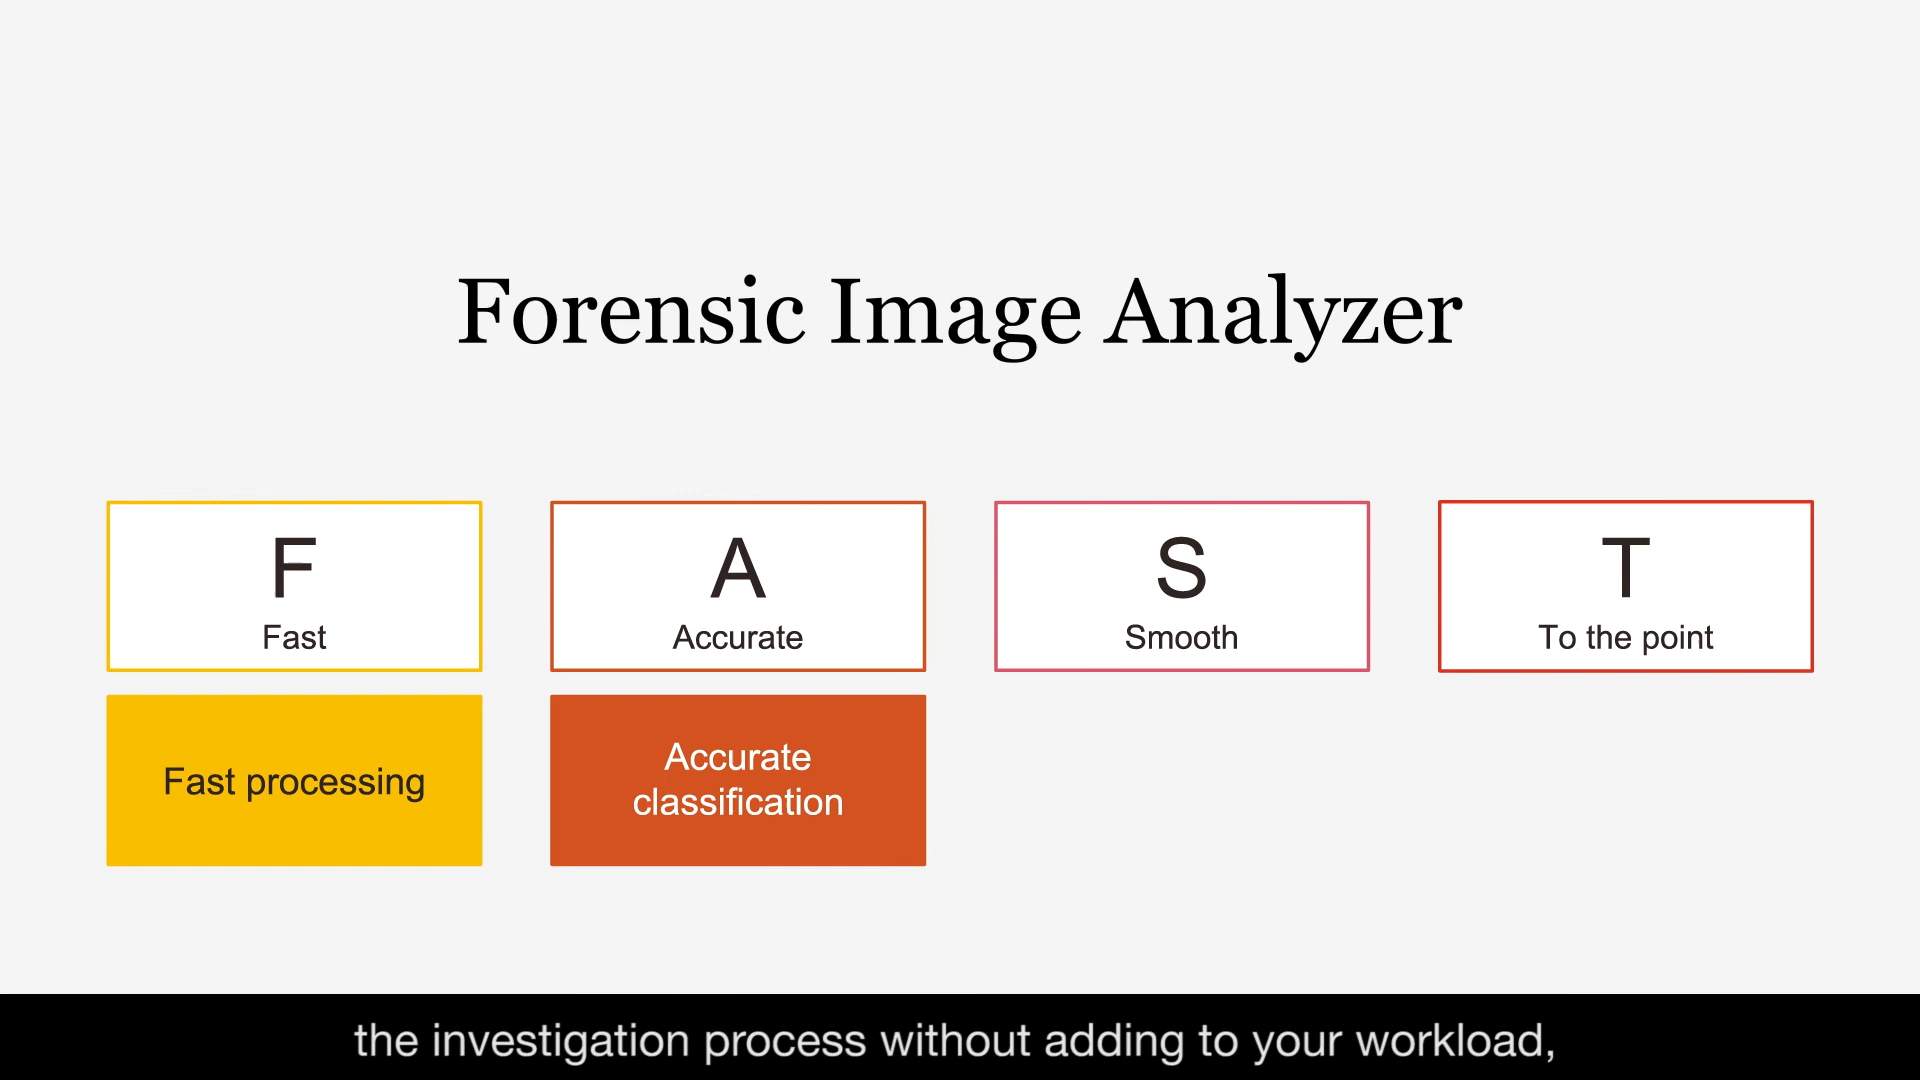 Forensic Image Analyzer
F
Fast
A
Accurate
S
Smooth
T
To the point
Fast processing
Accurate
classification
the investigation process without adding to your workload,